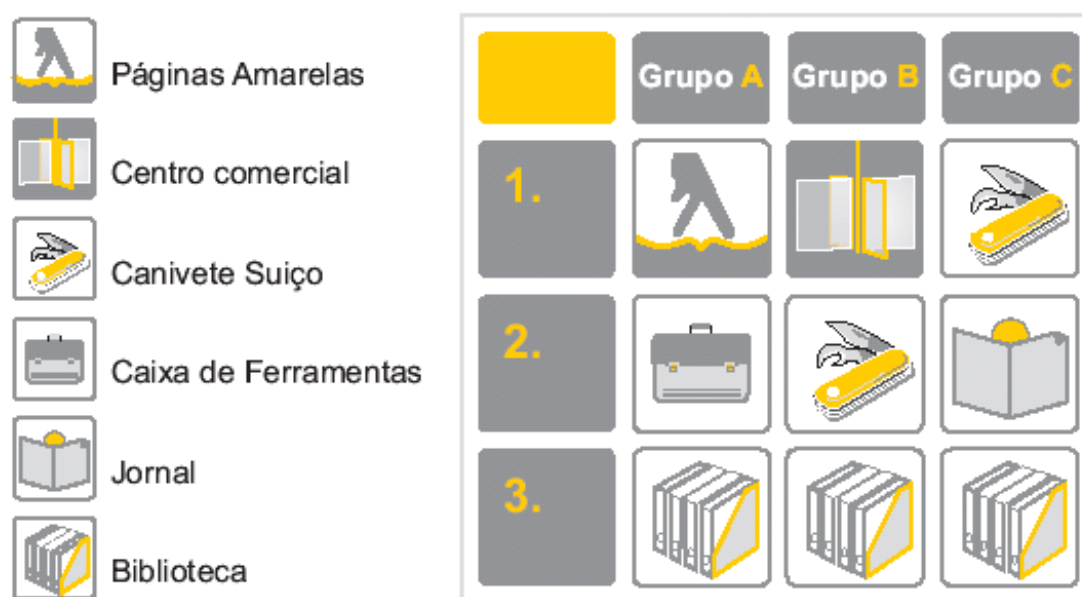 Páginas Amarelas
Centro comercial
Canivete Suiço
Caixa de Ferramentas
Jornal
Biblioteca
Grupo A Grupo B Grupo C
1.
2.
3.